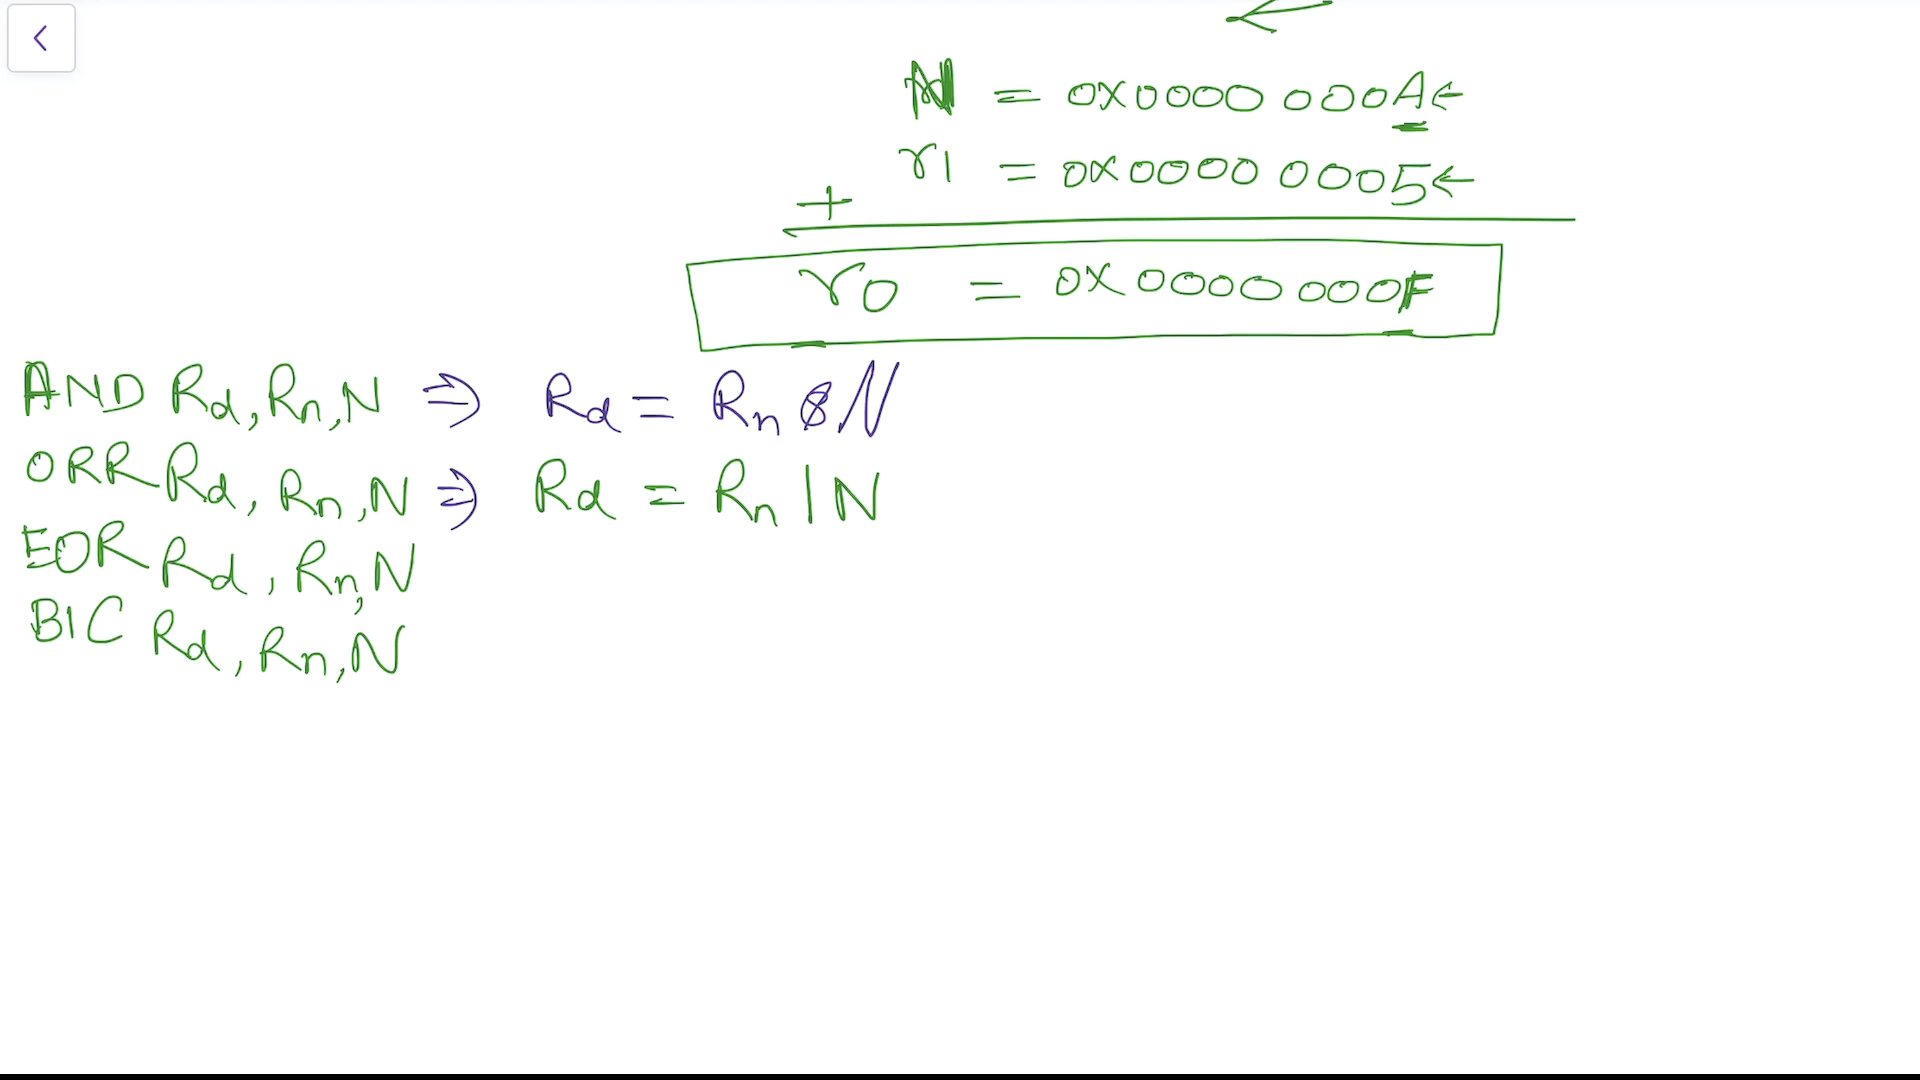 N = 0x0000 000A←
r1 = 0x0000 0005←
+
r0 = 0x0000 000F
AND Rd, Rn, N ⇒ Rd = Rn & N
ORR Rd, Rn, N ⇒ Rd = Rn | N
EOR Rd, Rn, N
BIC Rd, Rn, N